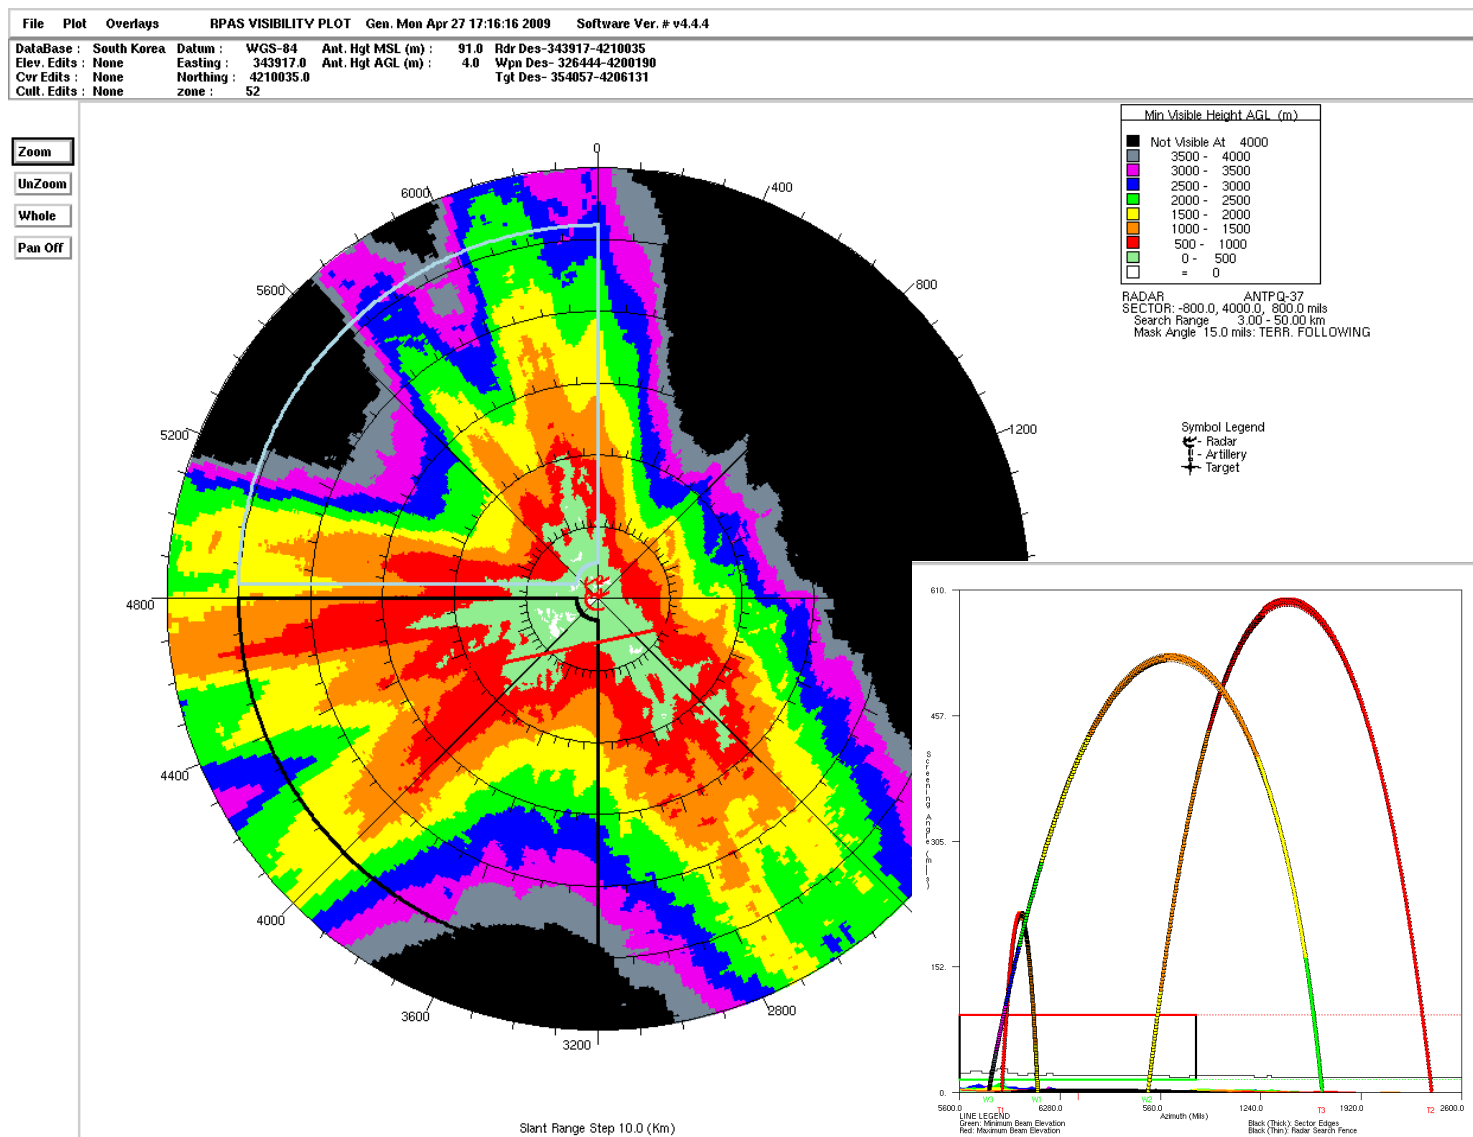 File Plot Overlays RPAS VISIBILITY PLOT Gen. Mon Apr 27 17:16:16 2009 Software Ver. # v4.4.4
DataBase : South Korea Datum : WGS-84 Ant. Hgt MSL (m) : 91.0 Rdr Des-343917-4210035
Elev. Edits : None Easting : 343917.0 Ant. Hgt AGL (m) : 4.0 Wpn Des- 326444-4200190
Cvr Edits : None Northing : 4210035.0 Tgt Des- 354057-4206131
Cult. Edits : None zone : 52
Zoom
UnZoom
Whole
Pan Off
0
400
800
1200
2800
3200
3600
4000
4400
4800
5200
5600
6000
Min Visible Height AGL (m)
Not Visible At 4000
3500 - 4000
3000 - 3500
2500 - 3000
2000 - 2500
1500 - 2000
1000 - 1500
500 - 1000
0 - 500
= 0
RADAR ANTPQ-37
SECTOR: -800.0, 4000.0, 800.0 mils
Search Range 3.00 - 50.00 km
Mask Angle 15.0 mils: TERR. FOLLOWING
Symbol Legend
- Radar
- Artillery
- Target
610.
457.
305.
152.
0.
Screening Angle (mils)
W3 W1 W2 T3 T2
T1
5600.0 6280.0 560.0 1240.0 1920.0 2600.0
Azimuth (Mils)
LINE LEGEND
Green: Minimum Beam Elevation Black (Thick): Sector Edges
Red: Maximum Beam Elevation Black (Thin): Radar Search Fence
Slant Range Step 10.0 (Km)